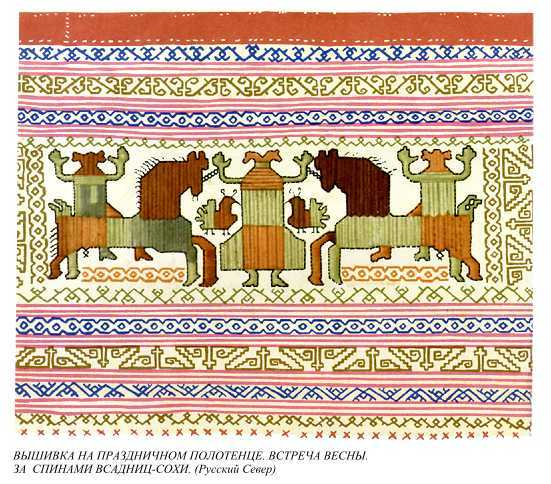 ВЫШИВКА НА ПРАЗДНИЧНОМ ПОЛОТЕНЦЕ. ВСТРЕЧА ВЕСНЫ.
ЗА СПИНАМИ ВСАДНИЦ-СОХИ. (Русский Север)